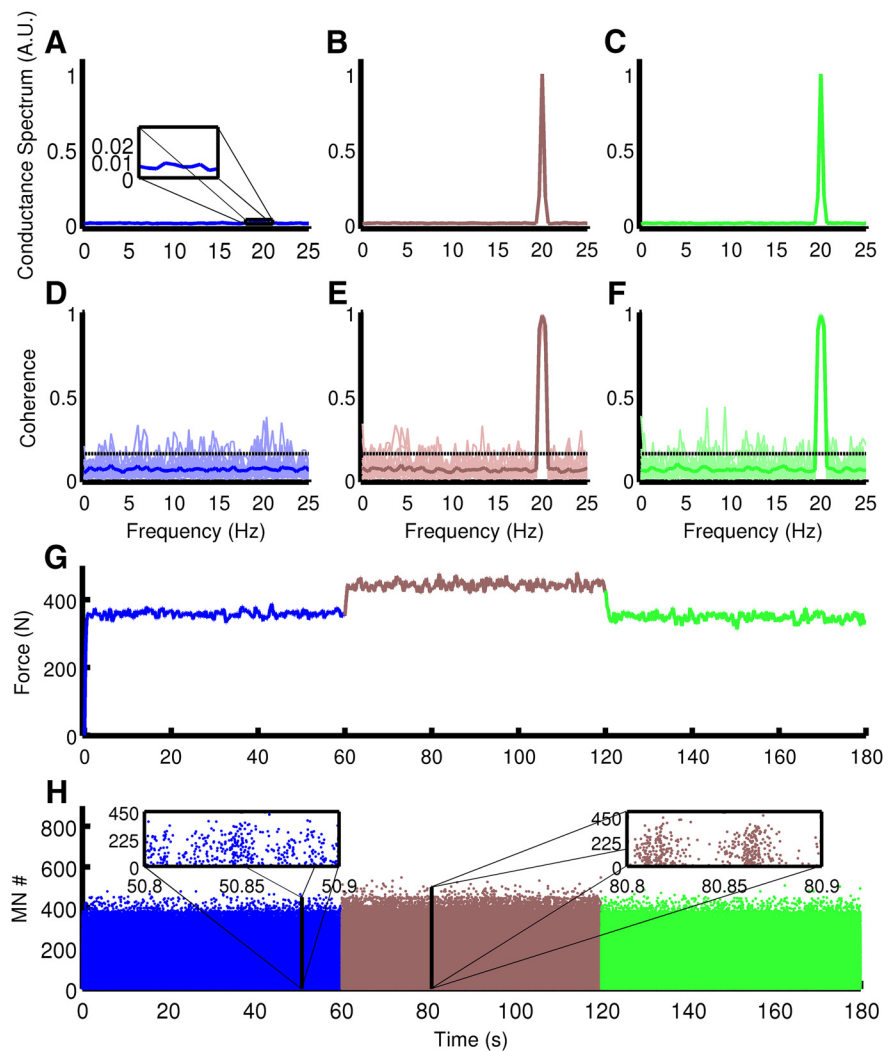 A B C
Conductance Spectrum (A.U.)
1 1 1
0.5 0.5 0.5
0 0 0
0.02
0.01
0
0 5 10 15 20 25 0 5 10 15 20 25 0 5 10 15 20 25
D E F
Coherence
1 1 1
0.5 0.5 0.5
0 0 0
0 5 10 15 20 25 0 5 10 15 20 25 0 5 10 15 20 25
Frequency (Hz) Frequency (Hz) Frequency (Hz)
G
Force (N)
400
200
0
0 20 40 60 80 100 120 140 160 180
H
MN #
800
600
400
200
0
450
225
0
50.8 50.85 50.9
450
225
0
80.8 80.85 80.9
0 20 40 60 80 100 120 140 160 180
Time (s)